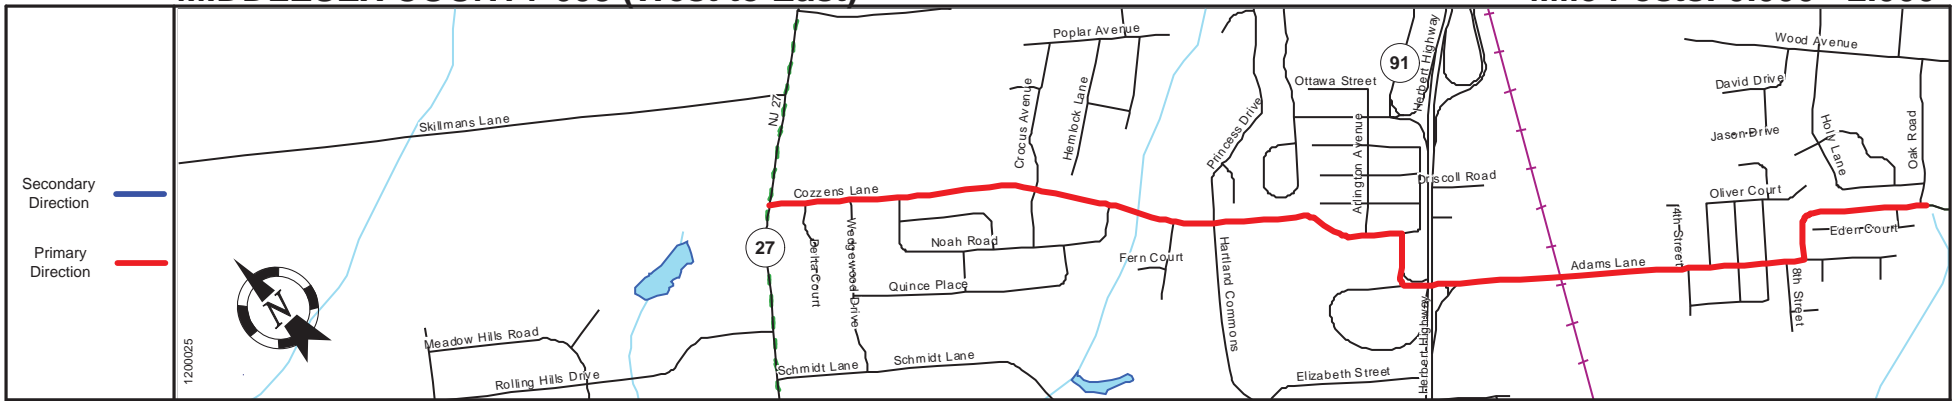 Secondary
Direction
Primary
Direction
1200025
N
Skillmans Lane
NJ 27
27
Meadow Hills Road
Rolling Hills Drive
Cozzens Lane
Delta Court
Wedgewood Drive
Noah Road
Quince Place
Schmidt Lane
Schmidt Lane
Poplar Avenue
Crocus Avenue
Hemlock Lane
Fern Court
Princess Drive
Hartland Commons
Ottawa Street
Arlington Avenue
91
Herbert Highway
Driscoll Road
Elizabeth Street
Herbert Highway
Adams Lane
Wood Avenue
David Drive
Jason Drive
Holly Lane
Oak Road
Oliver Court
4th Street
Eden Court
8th Street